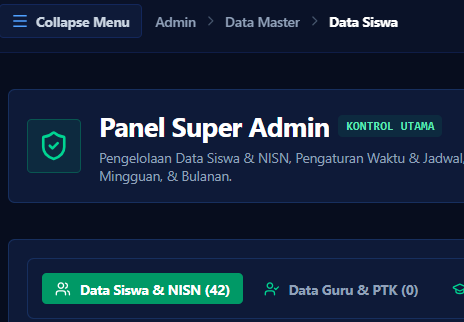 Collapse Menu Admin > Data Master > Data Siswa
Panel Super Admin KONTROL UTAMA
Pengelolaan Data Siswa & NISN, Pengaturan Waktu & Jadwal,
Mingguan, & Bulanan.
Data Siswa & NISN (42) Data Guru & PTK (0)